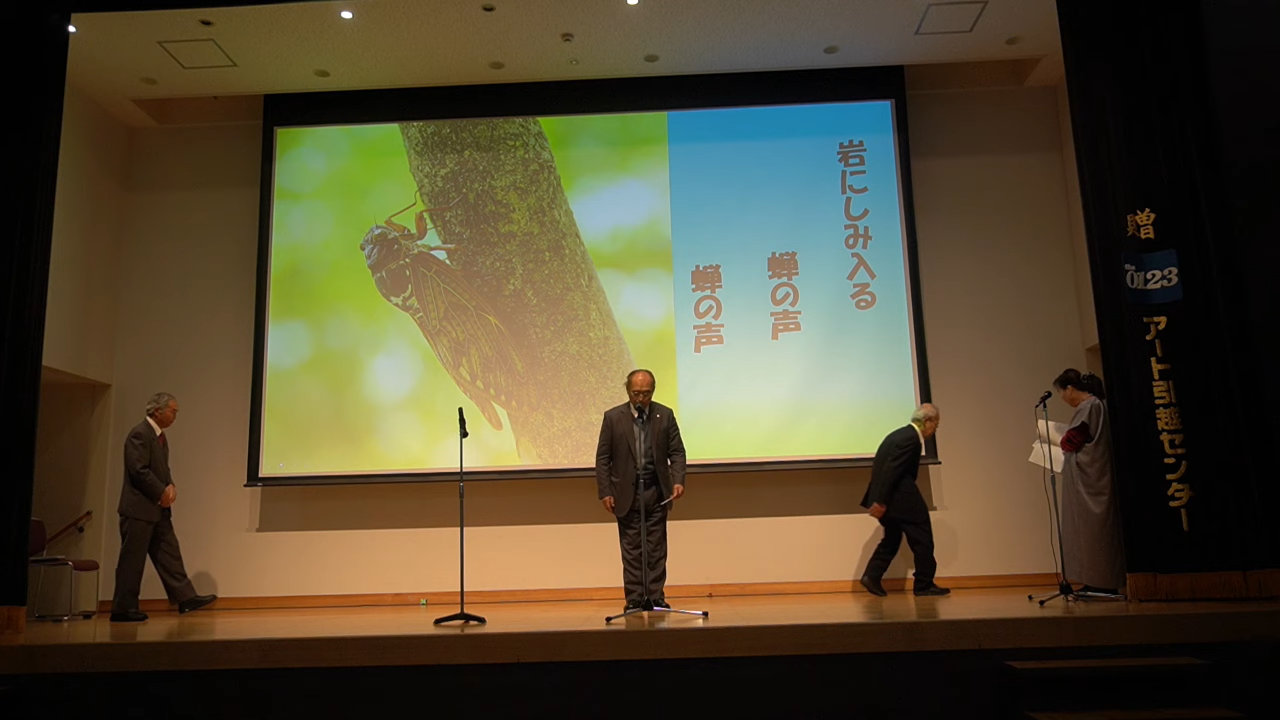 岩にしみ入る
蝉の声
蝉の声
贈
0123
アート引越センター